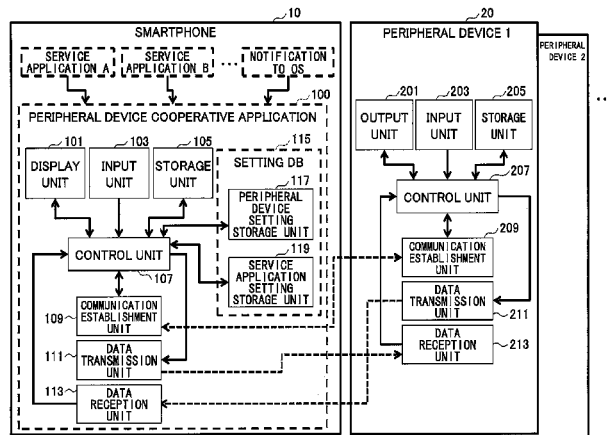 10
SMARTPHONE
SERVICE
APPLICATION A
SERVICE
APPLICATION B
...
NOTIFICATION
TO OS
100
PERIPHERAL DEVICE COOPERATIVE APPLICATION
101
103
105
DISPLAY
UNIT
INPUT
UNIT
STORAGE
UNIT
115
SETTING DB
117
PERIPHERAL
DEVICE
SETTING
STORAGE UNIT
CONTROL UNIT
107
119
SERVICE
APPLICATION
SETTING
STORAGE UNIT
109
COMMUNICATION
ESTABLISHMENT
UNIT
111
DATA
TRANSMISSION
UNIT
113
DATA
RECEPTION
UNIT
20
PERIPHERAL DEVICE 1
201
203
205
OUTPUT
UNIT
INPUT
UNIT
STORAGE
UNIT
207
CONTROL UNIT
209
COMMUNICATION
ESTABLISHMENT
UNIT
DATA
TRANSMISSION
UNIT
211
DATA
RECEPTION
UNIT
213
PERIPHERAL
DEVICE 2